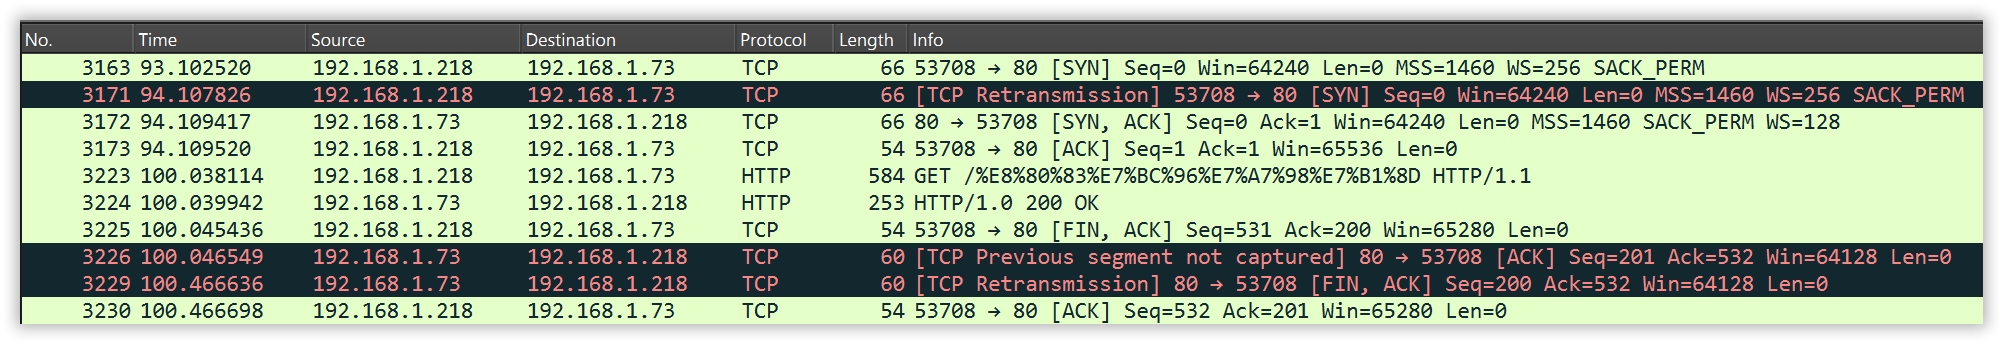 No. Time Source Destination Protocol Length Info
3163 93.102520 192.168.1.218 192.168.1.73 TCP 66 53708 → 80 [SYN] Seq=0 Win=64240 Len=0 MSS=1460 WS=256 SACK_PERM
3171 94.107826 192.168.1.218 192.168.1.73 TCP 66 [TCP Retransmission] 53708 → 80 [SYN] Seq=0 Win=64240 Len=0 MSS=1460 WS=256 SACK_PERM
3172 94.109417 192.168.1.73 192.168.1.218 TCP 66 80 → 53708 [SYN, ACK] Seq=0 Ack=1 Win=64240 Len=0 MSS=1460 SACK_PERM WS=128
3173 94.109520 192.168.1.218 192.168.1.73 TCP 54 53708 → 80 [ACK] Seq=1 Ack=1 Win=65536 Len=0
3223 100.038114 192.168.1.218 192.168.1.73 HTTP 584 GET /%E8%80%83%E7%BC%96%E7%A7%98%E7%B1%8D HTTP/1.1
3224 100.039942 192.168.1.73 192.168.1.218 HTTP 253 HTTP/1.0 200 OK
3225 100.045436 192.168.1.218 192.168.1.73 TCP 54 53708 → 80 [FIN, ACK] Seq=531 Ack=200 Win=65280 Len=0
3226 100.046549 192.168.1.73 192.168.1.218 TCP 60 [TCP Previous segment not captured] 80 → 53708 [ACK] Seq=201 Ack=532 Win=64128 Len=0
3229 100.466636 192.168.1.73 192.168.1.218 TCP 60 [TCP Retransmission] 80 → 53708 [FIN, ACK] Seq=200 Ack=532 Win=64128 Len=0
3230 100.466698 192.168.1.218 192.168.1.73 TCP 54 53708 → 80 [ACK] Seq=532 Ack=201 Win=65280 Len=0